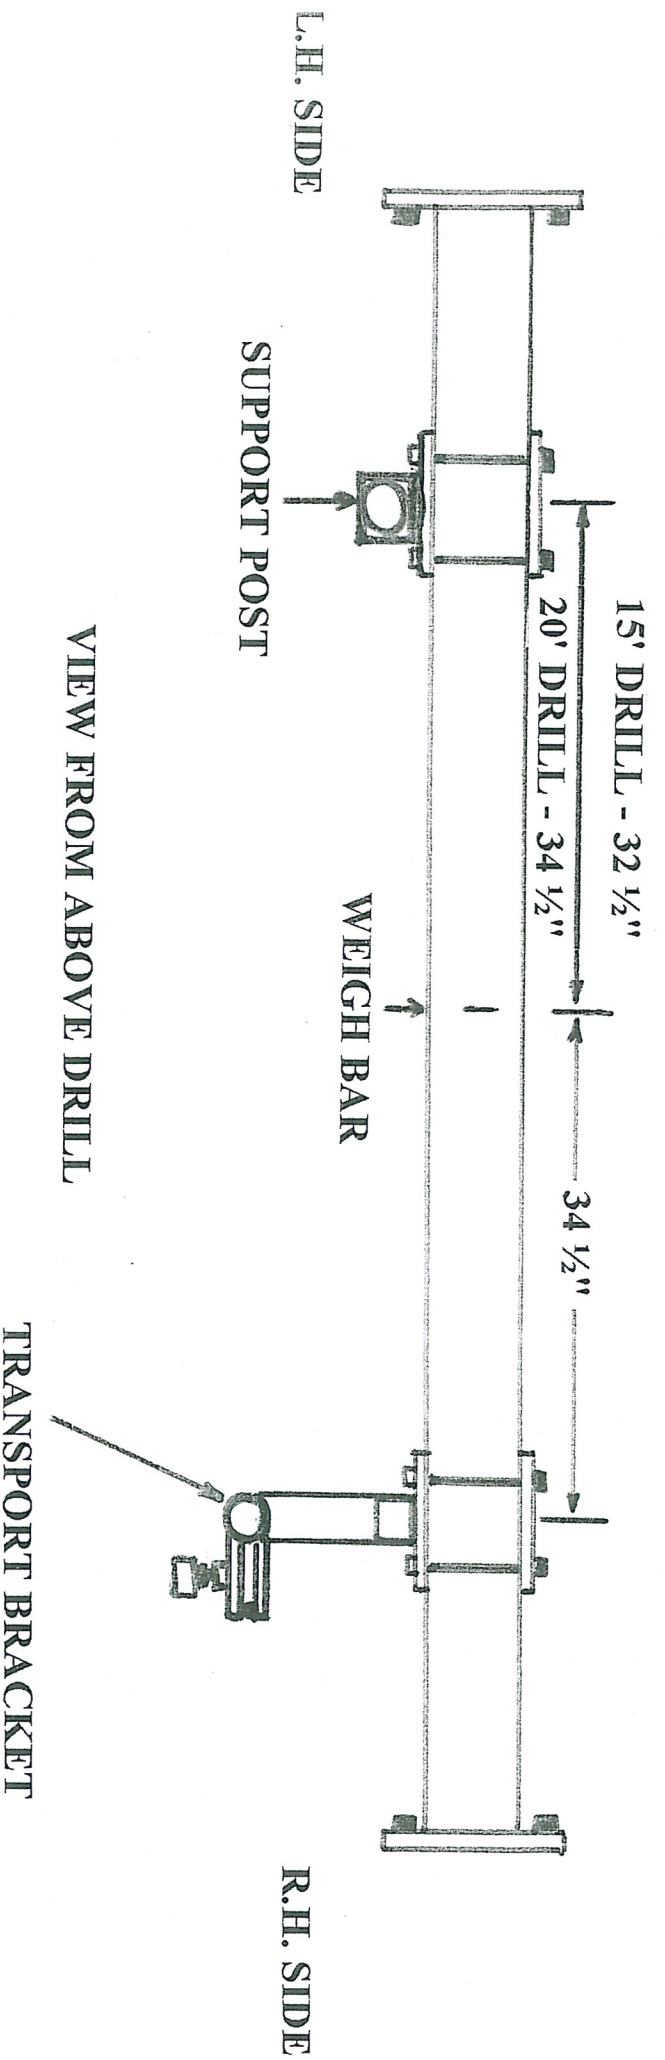 15' DRILL - 32 ½"
20' DRILL - 34 ½"
34 ½"
WEIGH BAR
L.H. SIDE
R.H. SIDE
SUPPORT POST
VIEW FROM ABOVE DRILL
TRANSPORT BRACKET